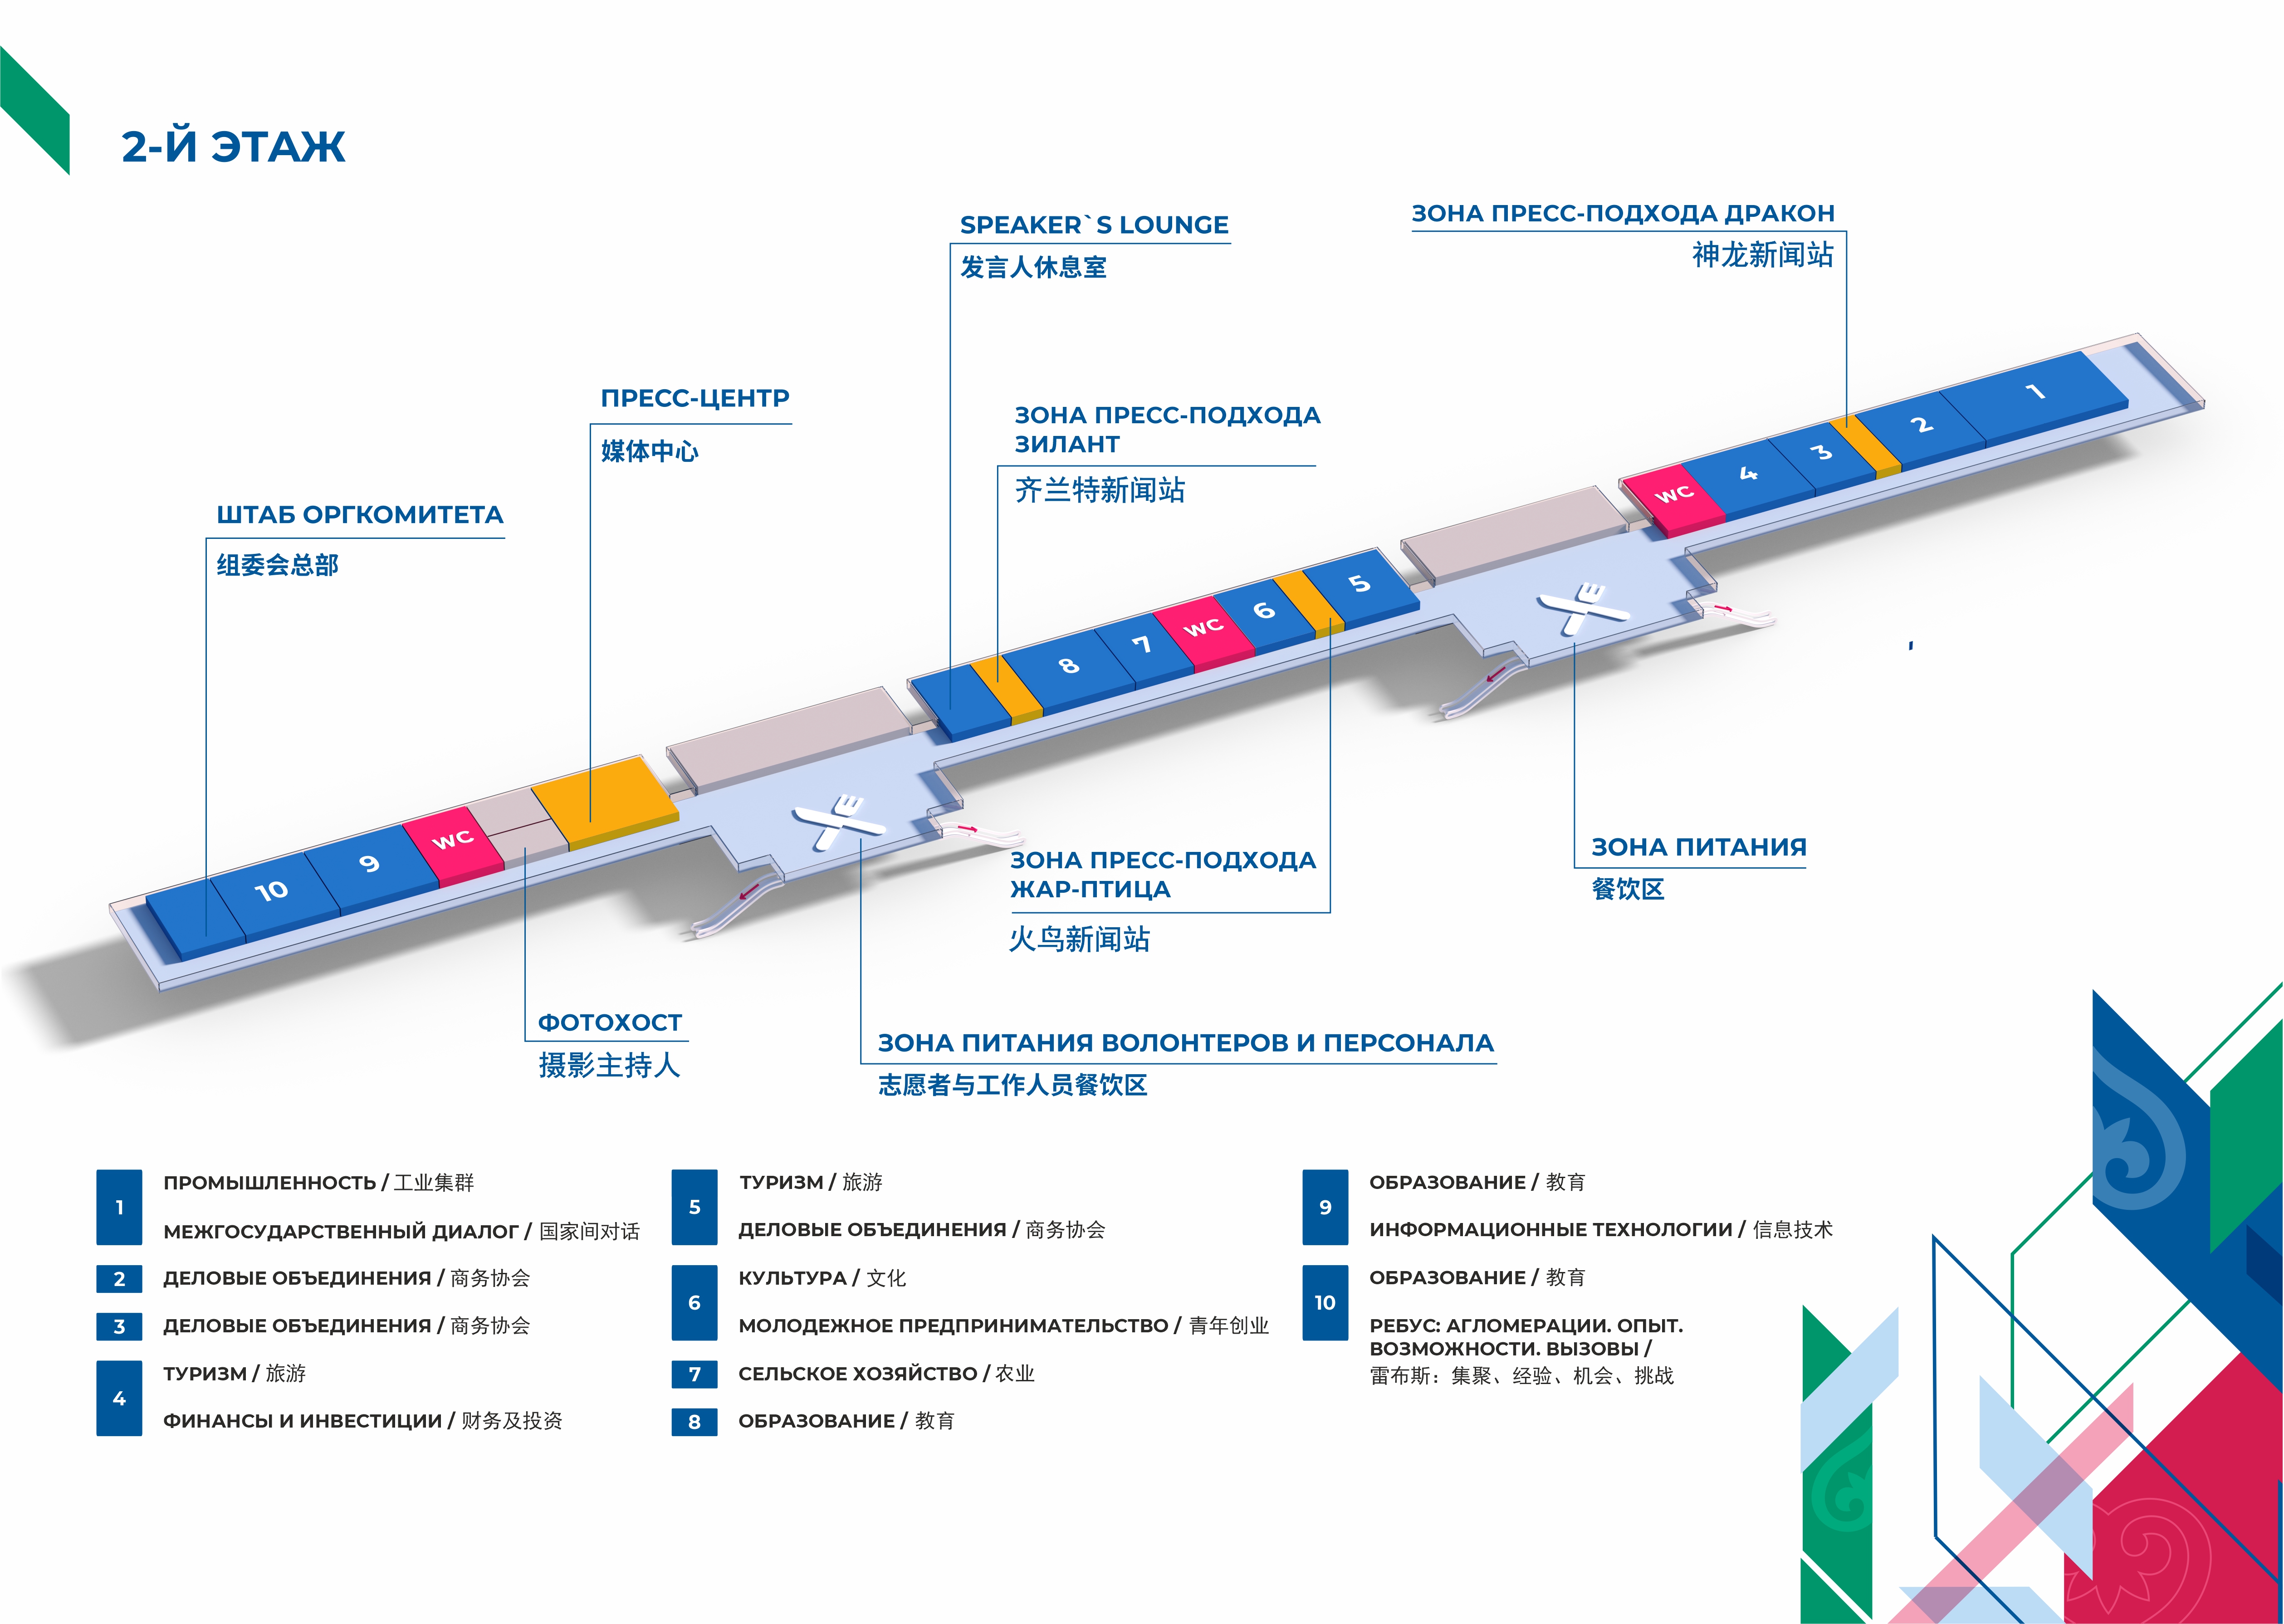 2-Й ЭТАЖ
SPEAKER`S LOUNGE
发言人休息室
ЗОНА ПРЕСС-ПОДХОДА ДРАКОН
神龙新闻站
ПРЕСС-ЦЕНТР
媒体中心
ЗОНА ПРЕСС-ПОДХОДА
ЗИЛАНТ
齐兰特新闻站
ШТАБ ОРГКОМИТЕТА
组委会总部
1
2
3
4
WC
5
6
WC
7
8
WC
9
10
ЗОНА ПРЕСС-ПОДХОДА
ЖАР-ПТИЦА
火鸟新闻站
ЗОНА ПИТАНИЯ
餐饮区
ФОТОХОСТ
摄影主持人
ЗОНА ПИТАНИЯ ВОЛОНТЕРОВ И ПЕРСОНАЛА
志愿者与工作人员餐饮区
1
ПРОМЫШЛЕННОСТЬ / 工业集群
МЕЖГОСУДАРСТВЕННЫЙ ДИАЛОГ / 国家间对话
2
ДЕЛОВЫЕ ОБЪЕДИНЕНИЯ / 商务协会
3
ДЕЛОВЫЕ ОБЪЕДИНЕНИЯ / 商务协会
4
ТУРИЗМ / 旅游
ФИНАНСЫ И ИНВЕСТИЦИИ / 财务及投资
5
ТУРИЗМ / 旅游
ДЕЛОВЫЕ ОБЪЕДИНЕНИЯ / 商务协会
6
КУЛЬТУРА / 文化
МОЛОДЕЖНОЕ ПРЕДПРИНИМАТЕЛЬСТВО / 青年创业
7
СЕЛЬСКОЕ ХОЗЯЙСТВО / 农业
8
ОБРАЗОВАНИЕ / 教育
9
ОБРАЗОВАНИЕ / 教育
ИНФОРМАЦИОННЫЕ ТЕХНОЛОГИИ / 信息技术
10
ОБРАЗОВАНИЕ / 教育
РЕБУС: АГЛОМЕРАЦИИ. ОПЫТ.
ВОЗМОЖНОСТИ. ВЫЗОВЫ /
雷布斯：集聚、经验、机会、挑战